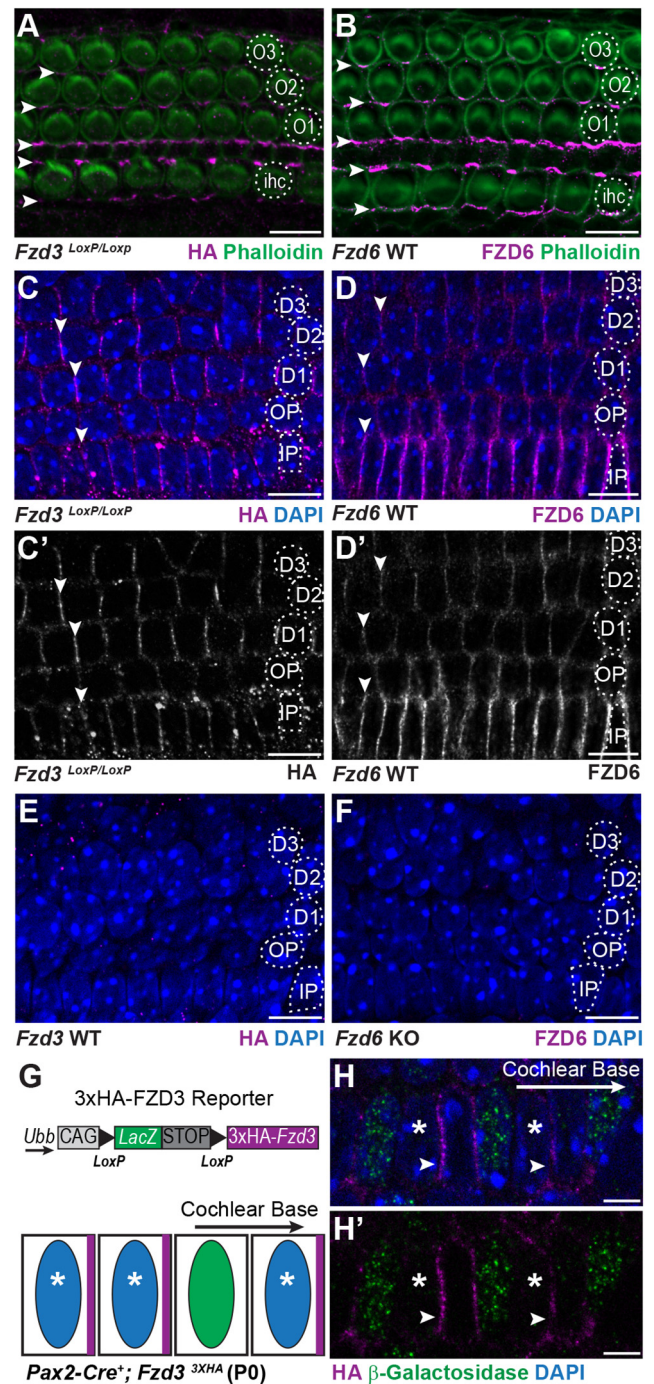 A
O3
O2
O1
ihc
Fzd3 LoxP/Loxp HA Phalloidin
B
O3
O2
O1
ihc
Fzd6 WT FZD6 Phalloidin
C
D3
D2
D1
OP
IP
Fzd3 LoxP/LoxP HA DAPI
D
D3
D2
D1
OP
IP
Fzd6 WT FZD6 DAPI
C'
D3
D2
D1
OP
IP
Fzd3 LoxP/LoxP HA
D'
D3
D2
D1
OP
IP
Fzd6 WT FZD6
E
D3
D2
D1
OP
IP
Fzd3 WT HA DAPI
F
D3
D2
D1
OP
IP
Fzd6 KO FZD6 DAPI
G
3xHA-FZD3 Reporter
Ubb CAG LacZ STOP 3xHA-Fzd3
LoxP LoxP
Cochlear Base
* * *
Pax2-Cre+; Fzd3 3XHA (P0)
H
Cochlear Base
* *
H'
* *
HA β-Galactosidase DAPI